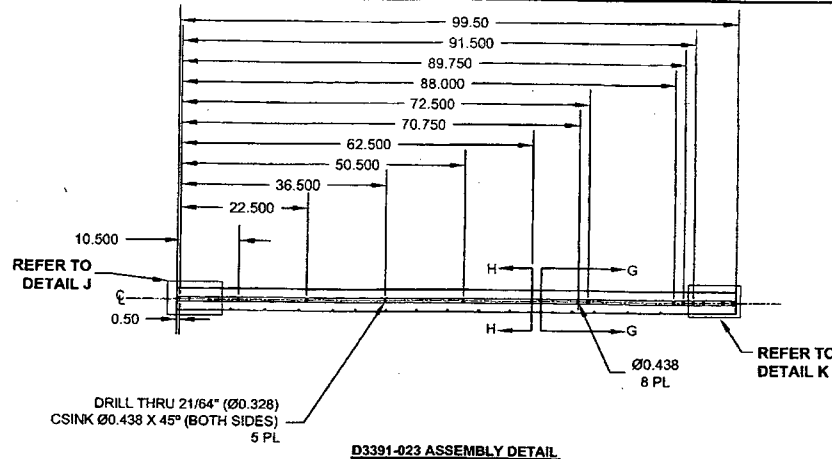 99.50
91.500
89.750
88.000
72.500
70.750
62.500
50.500
36.500
22.500
10.500
REFER TO
DETAIL J
H
G
℄
0.50
H
G
REFER TO
DETAIL K
Ø0.438
8 PL
DRILL THRU 21/64" (Ø0.328)
CSINK Ø0.438 X 45° (BOTH SIDES)
5 PL
D3391-023 ASSEMBLY DETAIL